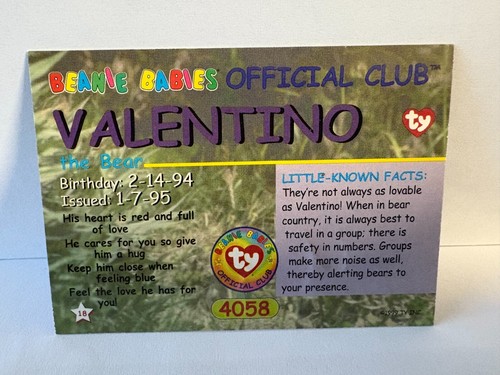 BEANIE BABIES OFFICIAL CLUB™
VALENTINO
ty
the Bear
Birthday: 2-14-94
Issued: 1-7-95
His heart is red and full
of love
He cares for you so give
him a hug
Keep him close when
feeling blue
Feel the love he has for
you!
18
BEANIE BABIES
ty
OFFICIAL CLUB
4058
LITTLE-KNOWN FACTS:
They're not always as lovable
as Valentino! When in bear
country, it is always best to
travel in a group; there is
safety in numbers. Groups
make more noise as well,
thereby alerting bears to
your presence.